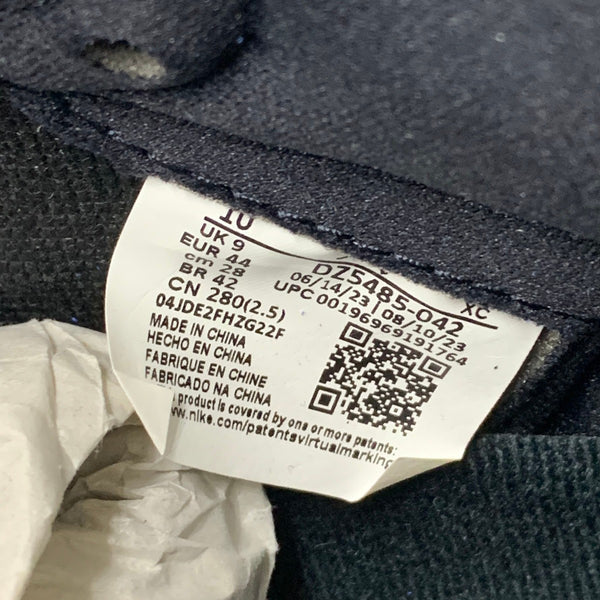 10
UK 9
EUR 44
cm 28
BR 42
CN 280(2.5)
04JDE2FHZG22F
MADE IN CHINA
HECHO EN CHINA
FABRIQUE EN CHINE
FABRICADO NA CHINA
product is covered by one or more patents:
www.nike.com/patentsvirtualmarking
DZ5485-042
XC
06/14/23 08/10/23
UPC 00196969191764